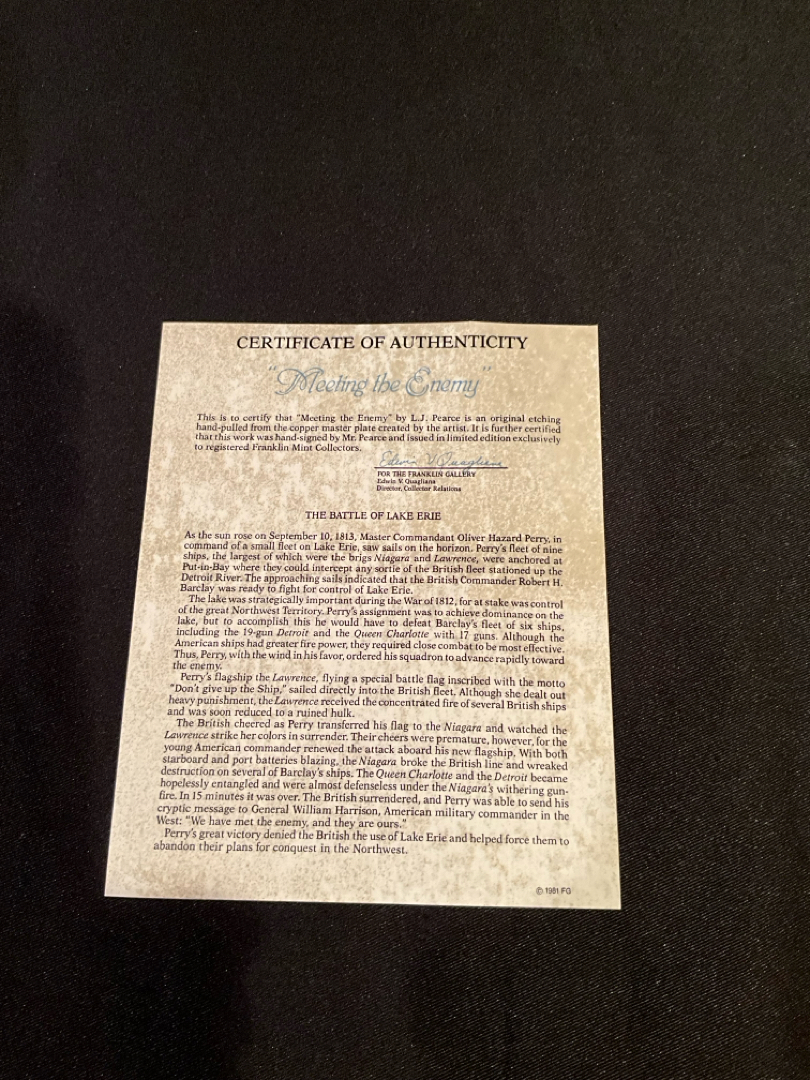 CERTIFICATE OF AUTHENTICITY
"Meeting the Enemy"
This is to certify that "Meeting the Enemy" by L.J. Pearce is an original etching
hand-pulled from the copper master plate created by the artist. It is further certified
that this work was hand-signed by Mr. Pearce and issued in limited edition exclusively
to registered Franklin Mint Collectors.
Edwin V. Quagliana
FOR THE FRANKLIN GALLERY
Edwin V. Quagliana
Director, Collector Relations
THE BATTLE OF LAKE ERIE
As the sun rose on September 10, 1813, Master Commandant Oliver Hazard Perry, in
command of a small fleet on Lake Erie, saw sails on the horizon. Perry's fleet of nine
ships, the largest of which were the brigs Niagara and Lawrence, were anchored at
Put-in-Bay where they could intercept any sortie of the British fleet stationed up the
Detroit River. The approaching sails indicated that the British Commander Robert H.
Barclay was ready to fight for control of Lake Erie.
The lake was strategically important during the War of 1812, for at stake was control
of the great Northwest Territory. Perry's assignment was to achieve dominance on the
lake, but to accomplish this he would have to defeat Barclay's fleet of six ships,
including the 19-gun Detroit and the Queen Charlotte with 17 guns. Although the
American ships had greater fire power, they required close combat to be most effective.
Thus, Perry, with the wind in his favor, ordered his squadron to advance rapidly toward
the enemy.
Perry's flagship the Lawrence, flying a special battle flag inscribed with the motto
"Don't give up the Ship," sailed directly into the British fleet. Although she dealt out
heavy punishment, the Lawrence received the concentrated fire of several British ships
and was soon reduced to a ruined hulk.
The British cheered as Perry transferred his flag to the Niagara and watched the
Lawrence strike her colors in surrender. Their cheers were premature, however, for the
young American commander renewed the attack aboard his new flagship. With both
starboard and port batteries blazing, the Niagara broke the British line and wreaked
destruction on several of Barclay's ships. The Queen Charlotte and the Detroit became
hopelessly entangled and were almost defenseless under the Niagara's withering gun-
fire. In 15 minutes it was over. The British surrendered, and Perry was able to send his
cryptic message to General William Harrison, American military commander in the
West: "We have met the enemy, and they are ours."
Perry's great victory denied the British the use of Lake Erie and helped force them to
abandon their plans for conquest in the Northwest.
© 1981 FG